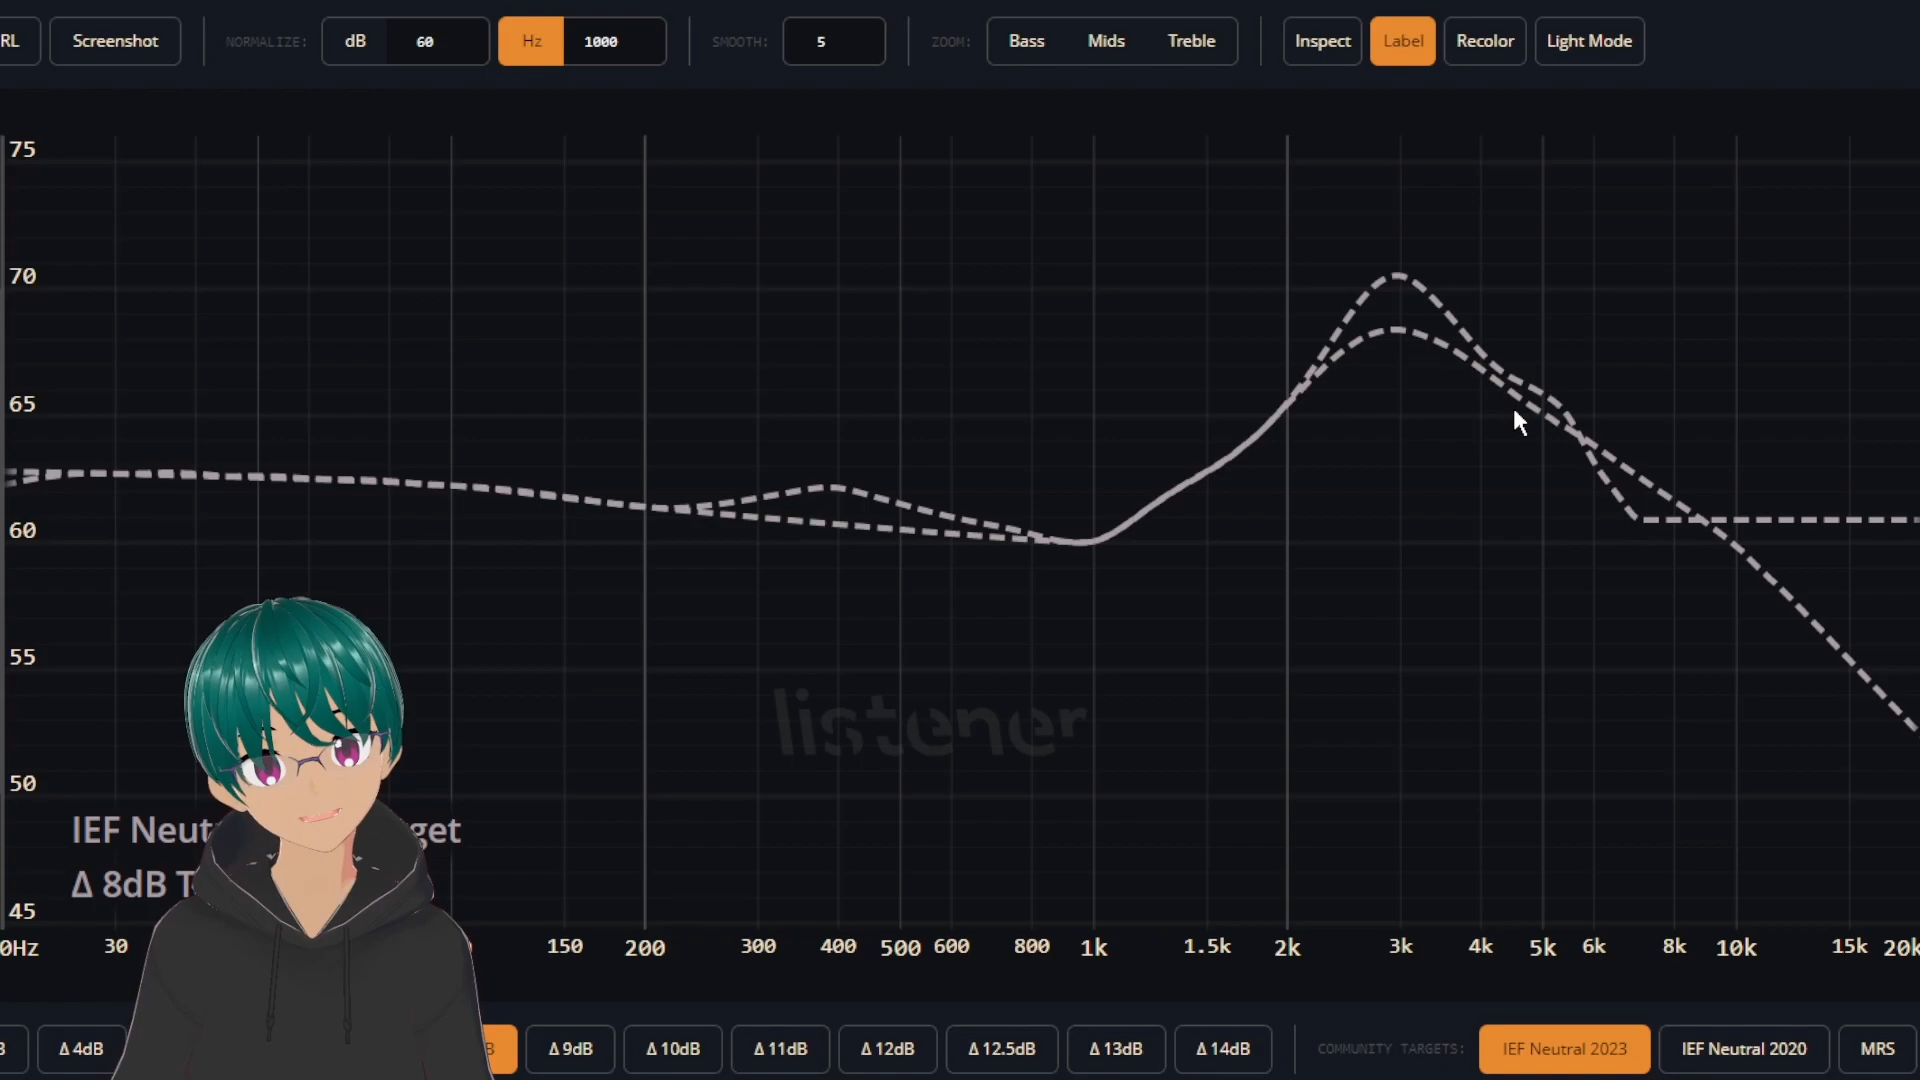 RL Screenshot NORMALIZE: dB 60 Hz 1000 SMOOTH: 5 ZOOM: Bass Mids Treble Inspect Label Recolor Light Mode
75
70
65
60
55
listener
50
IEF
Δ 8dB
45
0Hz 30 150 200 300 400 500 600 800 1k 1.5k 2k 3k 4k 5k 6k 8k 10k 15k 20k
Δ 4dB Δ 9dB Δ 10dB Δ 11dB Δ 12dB Δ 12.5dB Δ 13dB Δ 14dB COMMUNITY TARGETS: IEF Neutral 2023 IEF Neutral 2020 MRS